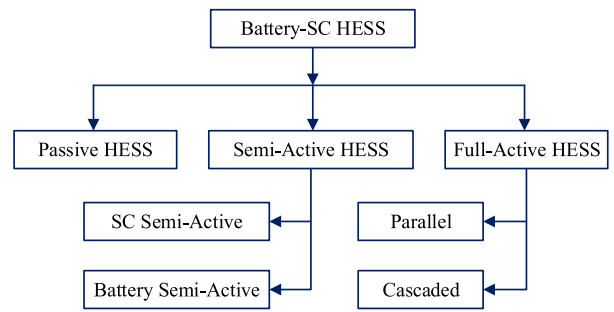 Battery-SC HESS
Passive HESS
Semi-Active HESS
Full-Active HESS
SC Semi-Active
Parallel
Battery Semi-Active
Cascaded